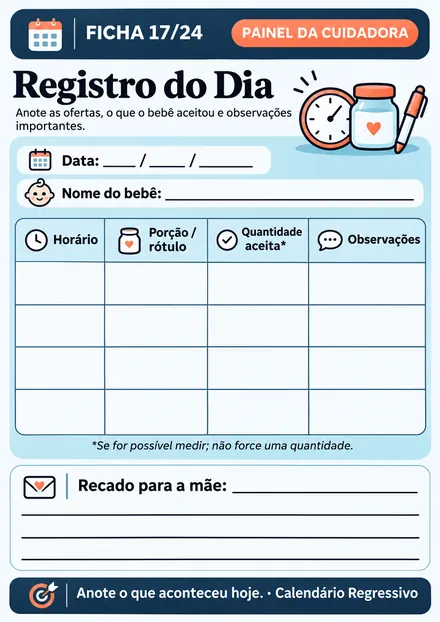 FICHA 17/24
PAINEL DA CUIDADORA
Registro do Dia
Anote as ofertas, o que o bebê aceitou e observações
importantes.
Data: ____ / ____ / ______
Nome do bebê:
Horário
Porção /
rótulo
Quantidade
aceita*
Observações
*Se for possível medir; não force uma quantidade.
Recado para a mãe:
Anote o que aconteceu hoje. • Calendário Regressivo